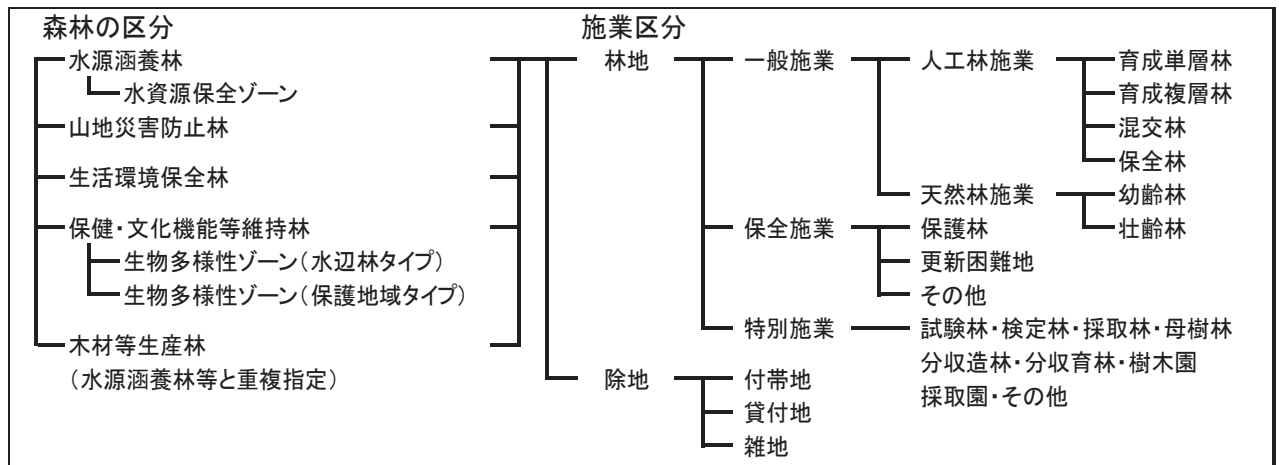 森林の区分
水源涵養林
水資源保全ゾーン
山地災害防止林
生活環境保全林
保健・文化機能等維持林
生物多様性ゾーン(水辺林タイプ)
生物多様性ゾーン(保護地域タイプ)
木材等生産林
(水源涵養林等と重複指定)
施業区分
林地
一般施業
人工林施業
育成単層林
育成複層林
混交林
保全林
天然林施業
幼齢林
壮齢林
保全施業
保護林
更新困難地
その他
特別施業
試験林・検定林・採取林・母樹林
分収造林・分収育林・樹木園
採取園・その他
除地
付帯地
貸付地
雑地